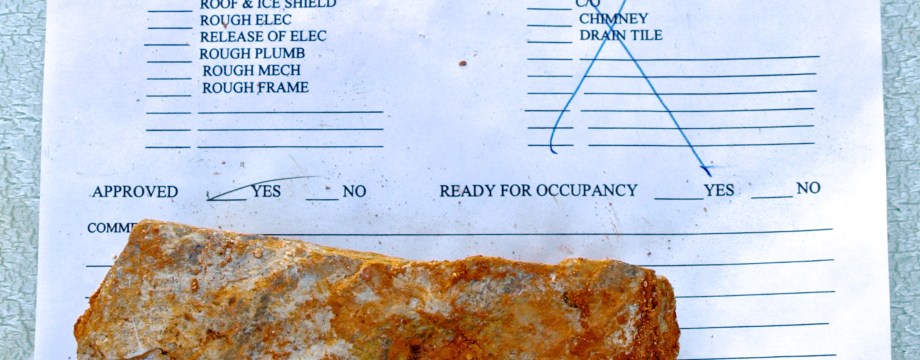 ROOF & ICE SHIELD
ROUGH ELEC
RELEASE OF ELEC
ROUGH PLUMB
ROUGH MECH
ROUGH FRAME
C/O
CHIMNEY
DRAIN TILE
APPROVED YES NO READY FOR OCCUPANCY YES NO